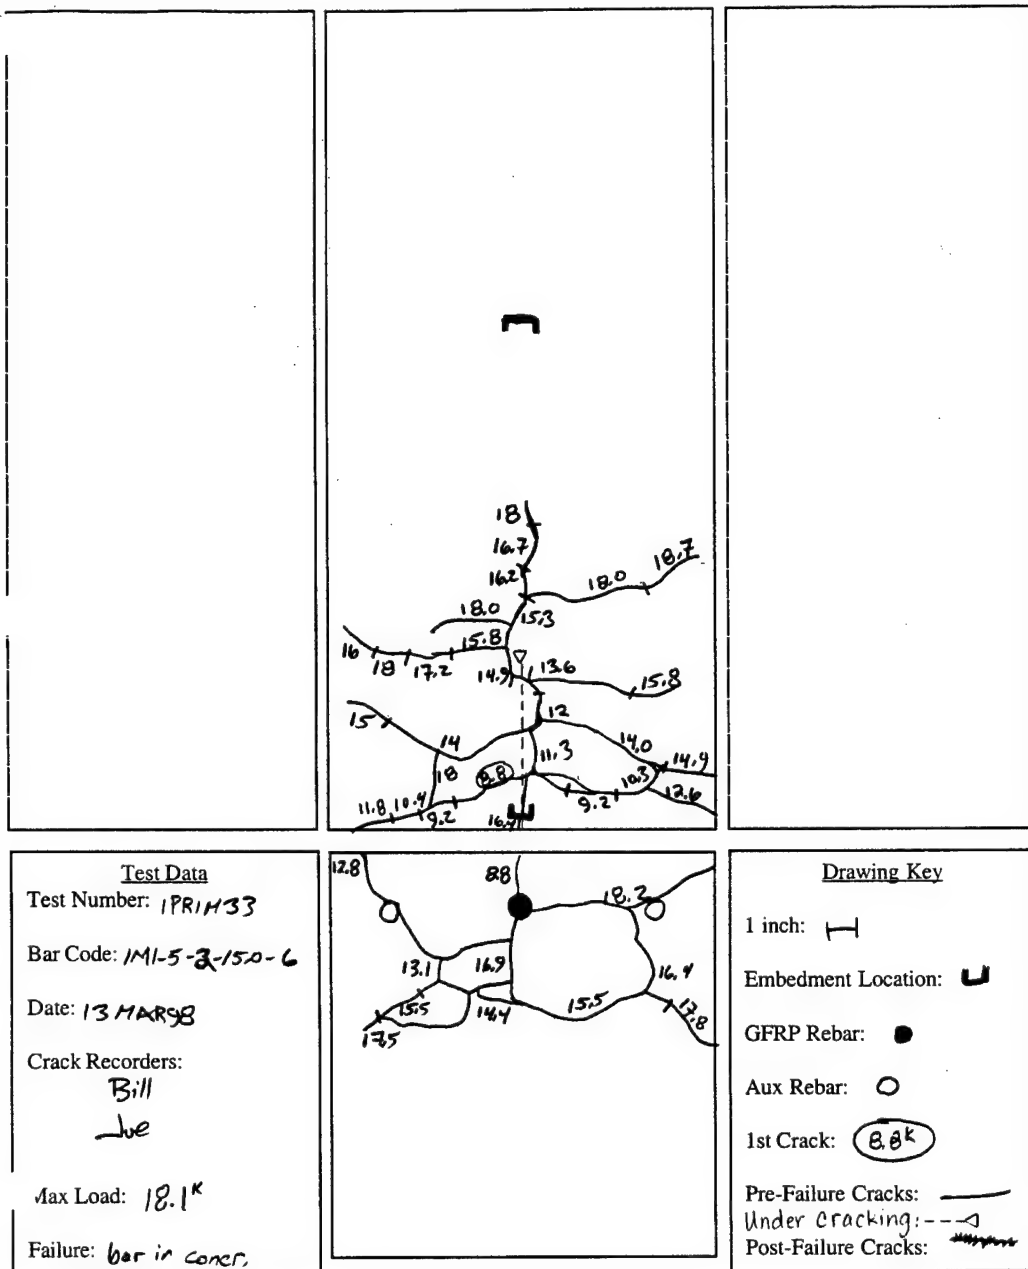 18
16.7
16.2
18.7
18.0
18.0
15.3
16
18
17.2
15.8
14.9
13.6
15.8
15
14
12
14.0
14.9
18
8.8
11.3
10.3
12.6
11.8
10.4
9.2
9.2
12.8
8.8
18.2
13.1
16.9
16.4
15.5
14.4
15.5
17.8
17.5
Test Data
Test Number: 1PR1M33
Bar Code: 1M1-5-2-150-6
Date: 13 MAR98
Crack Recorders:
Bill
Joe
Max Load: 18.1K
Failure: bar in concr.
Drawing Key
1 inch:
Embedment Location:
GFRP Rebar:
Aux Rebar:
1st Crack: 8.8K
Pre-Failure Cracks:
Under cracking:
Post-Failure Cracks: